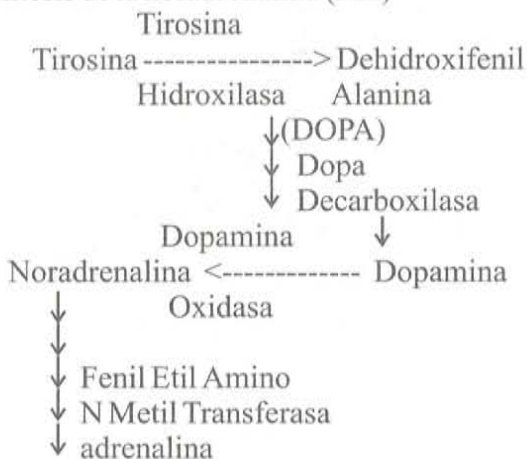 Tirosina
Tirosina ----------------> Dehidroxifenil
Hidroxilasa Alanina
(DOPA)
Dopa
Decarboxilasa
Dopamina
Noradrenalina <------------- Dopamina
Oxidasa
Fenil Etil Amino
N Metil Transferasa
adrenalina